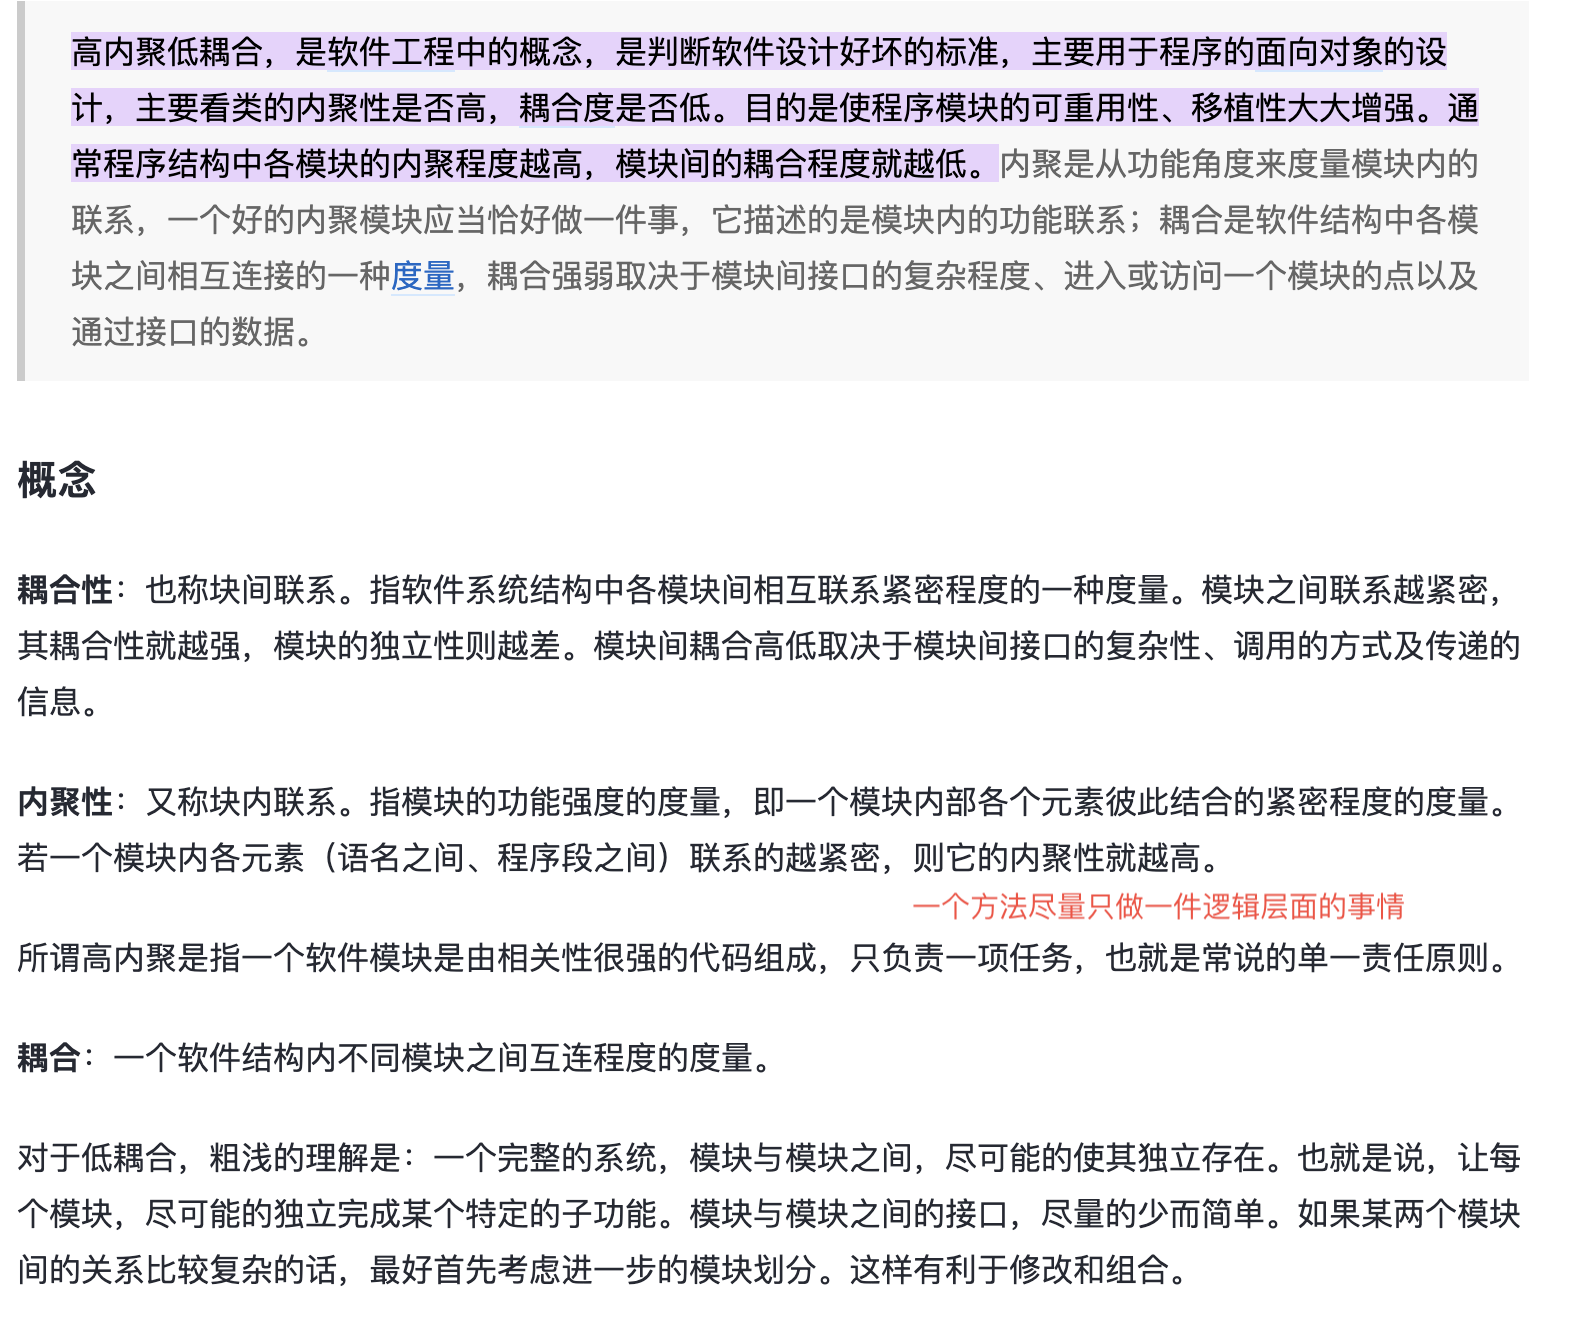 高内聚低耦合，是软件工程中的概念，是判断软件设计好坏的标准，主要用于程序的面向对象的设
计，主要看类的内聚性是否高，耦合度是否低。目的是使程序模块的可重用性、移植性大大增强。通
常程序结构中各模块的内聚程度越高，模块间的耦合程度就越低。内聚是从功能角度来度量模块内的
联系，一个好的内聚模块应当恰好做一件事，它描述的是模块内的功能联系；耦合是软件结构中各模
块之间相互连接的一种度量，耦合强弱取决于模块间接口的复杂程度、进入或访问一个模块的点以及
通过接口的数据。
概念
耦合性：也称块间联系。指软件系统结构中各模块间相互联系紧密程度的一种度量。模块之间联系越紧密，
其耦合性就越强，模块的独立性则越差。模块间耦合高低取决于模块间接口的复杂性、调用的方式及传递的
信息。
内聚性：又称块内联系。指模块的功能强度的度量，即一个模块内部各个元素彼此结合的紧密程度的度量。
若一个模块内各元素（语名之间、程序段之间）联系的越紧密，则它的内聚性就越高。
一个方法尽量只做一件逻辑层面的事情
所谓高内聚是指一个软件模块是由相关性很强的代码组成，只负责一项任务，也就是常说的单一责任原则。
耦合：一个软件结构内不同模块之间互连程度的度量。
对于低耦合，粗浅的理解是：一个完整的系统，模块与模块之间，尽可能的使其独立存在。也就是说，让每
个模块，尽可能的独立完成某个特定的子功能。模块与模块之间的接口，尽量的少而简单。如果某两个模块
间的关系比较复杂的话，最好首先考虑进一步的模块划分。这样有利于修改和组合。